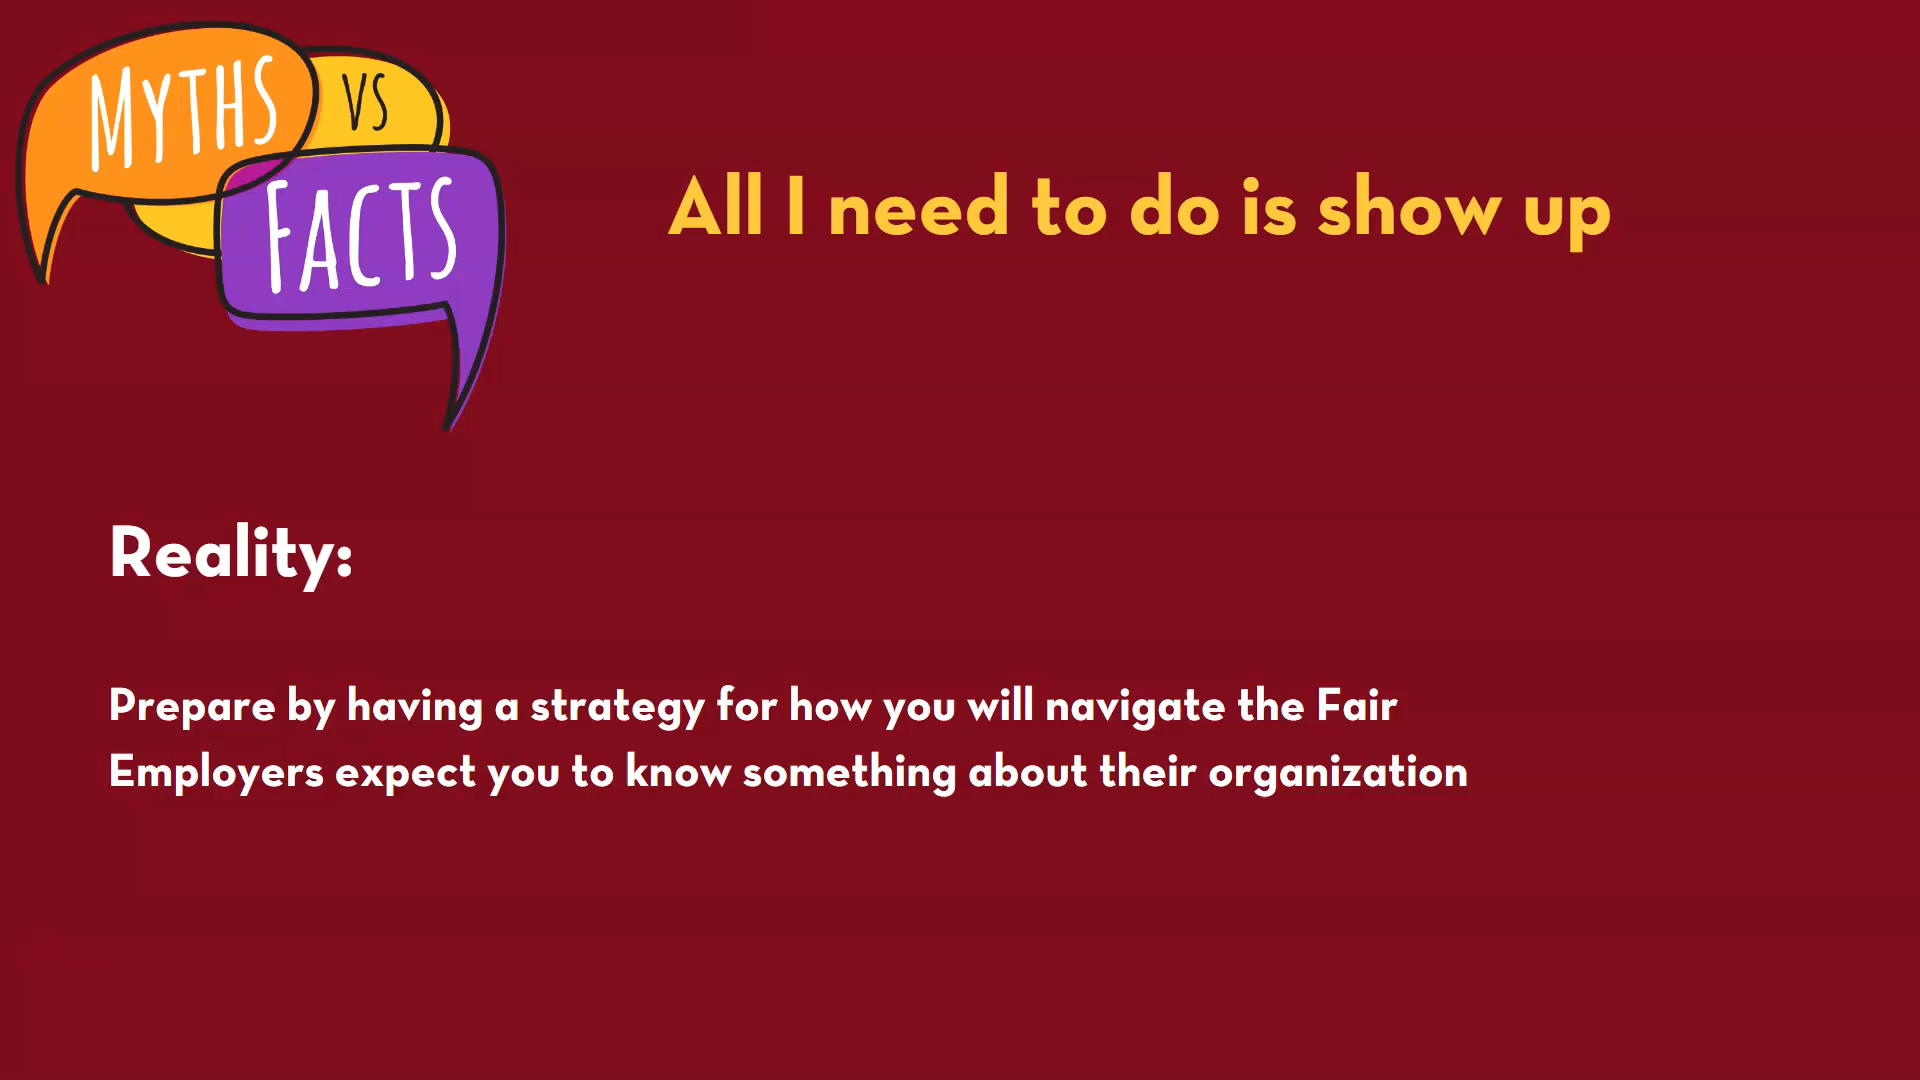 MYTHS
VS
FACTS
All I need to do is show up
Reality:
Prepare by having a strategy for how you will navigate the Fair
Employers expect you to know something about their organization